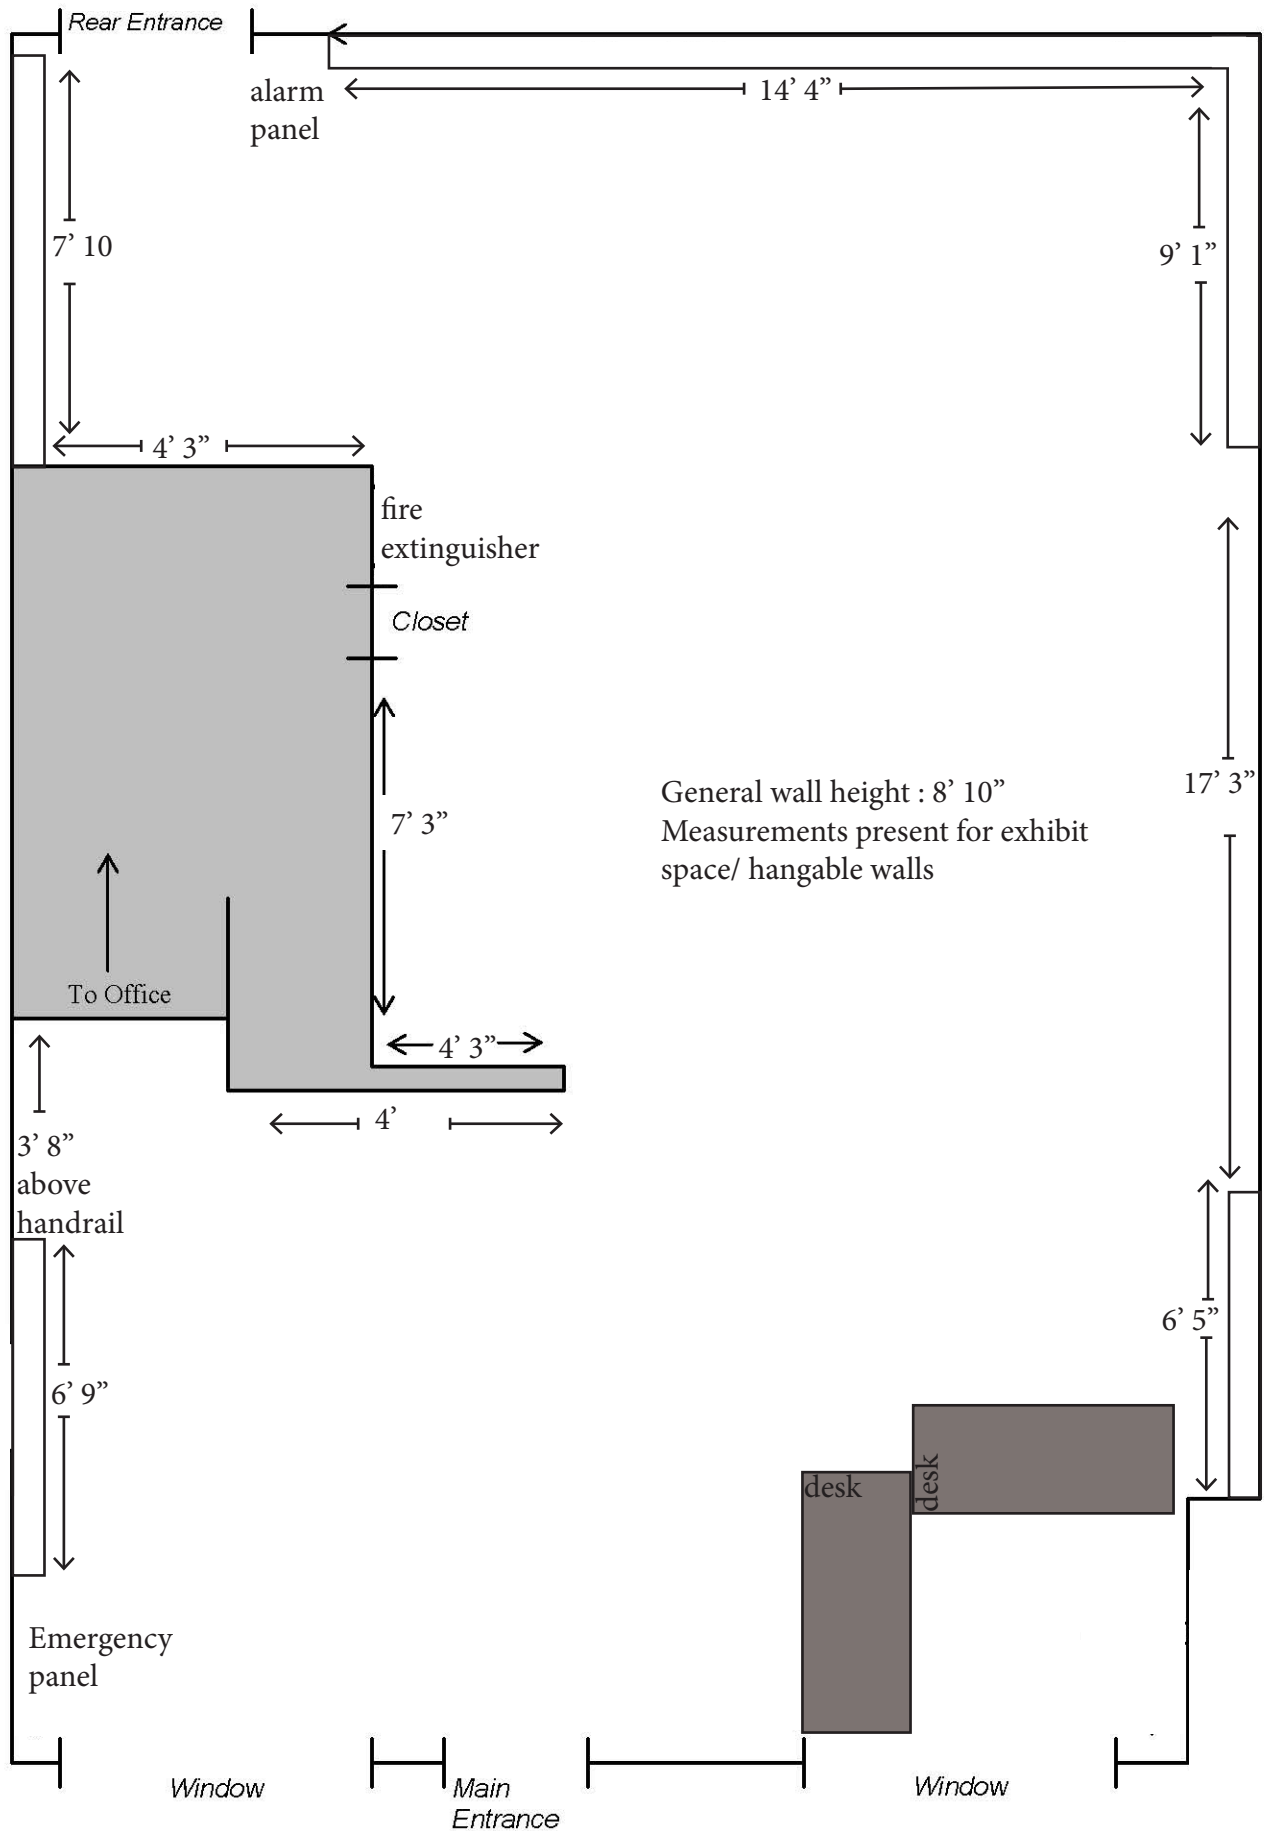 Rear Entrance
alarm
panel
14’ 4”
7’ 10
9’ 1”
4’ 3”
fire
extinguisher
Closet
7’ 3”
General wall height : 8’ 10”
Measurements present for exhibit
space/ hangable walls
17’ 3”
To Office
4’ 3”
4’
3’ 8”
above
handrail
6’ 9”
6’ 5”
desk
desk
Emergency
panel
Window
Main
Entrance
Window